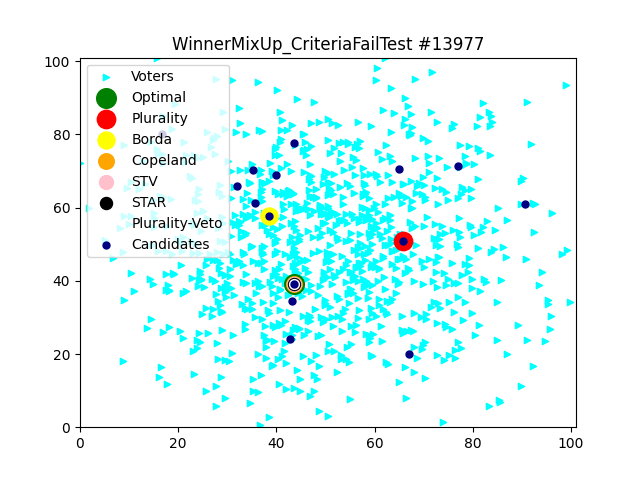 WinnerMixUp_CriteriaFailTest #13977
100
80
60
40
20
0
0
20
40
60
80
100
Voters
Optimal
Plurality
Borda
Copeland
STV
STAR
Plurality-Veto
Candidates